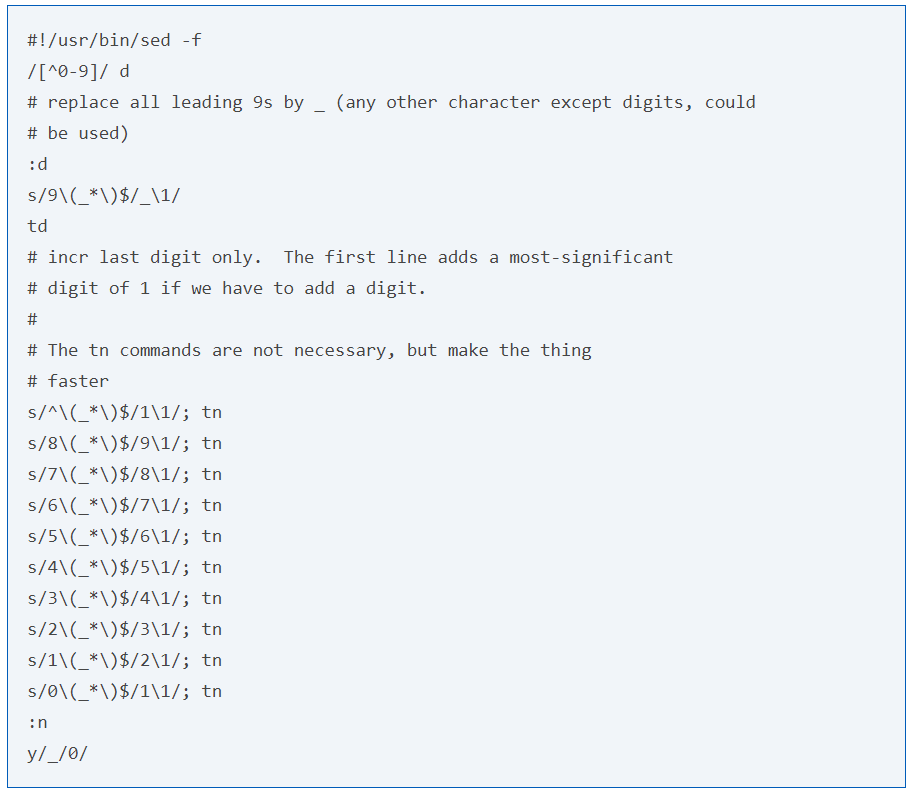 #!/usr/bin/sed -f
/[^0-9]/ d
# replace all leading 9s by _ (any other character except digits, could
# be used)
:d
s/9\(_*\)$/_\1/
td
# incr last digit only.  The first line adds a most-significant
# digit of 1 if we have to add a digit.
#
# The tn commands are not necessary, but make the thing
# faster
s/^\(_*\)$/1\1/; tn
s/8\(_*\)$/9\1/; tn
s/7\(_*\)$/8\1/; tn
s/6\(_*\)$/7\1/; tn
s/5\(_*\)$/6\1/; tn
s/4\(_*\)$/5\1/; tn
s/3\(_*\)$/4\1/; tn
s/2\(_*\)$/3\1/; tn
s/1\(_*\)$/2\1/; tn
s/0\(_*\)$/1\1/; tn
:n
y/_/0/